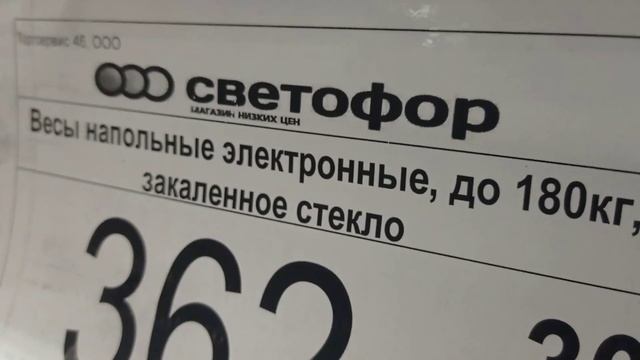 Торгсервис 46, ООО
светофор
МАГАЗИН НИЗКИХ ЦЕН
Весы напольные электронные, до 180кг,
закаленное стекло
362